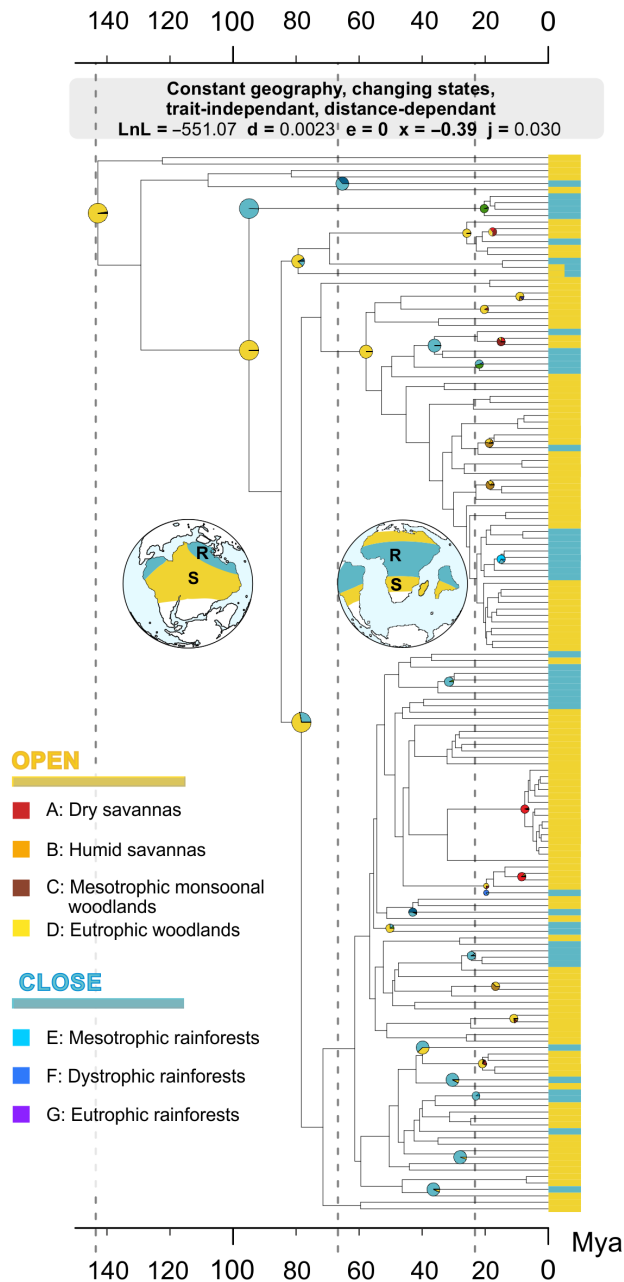 140 100 80 60 40 20 0
Constant geography, changing states,
trait-independant, distance-dependant
LnL = –551.07 d = 0.0023 e = 0 x = –0.39 j = 0.030
R
S
R
S
OPEN
A: Dry savannas
B: Humid savannas
C: Mesotrophic monsoonal
woodlands
D: Eutrophic woodlands
CLOSE
E: Mesotrophic rainforests
F: Dystrophic rainforests
G: Eutrophic rainforests
Mya
140 120 100 80 60 40 20 0